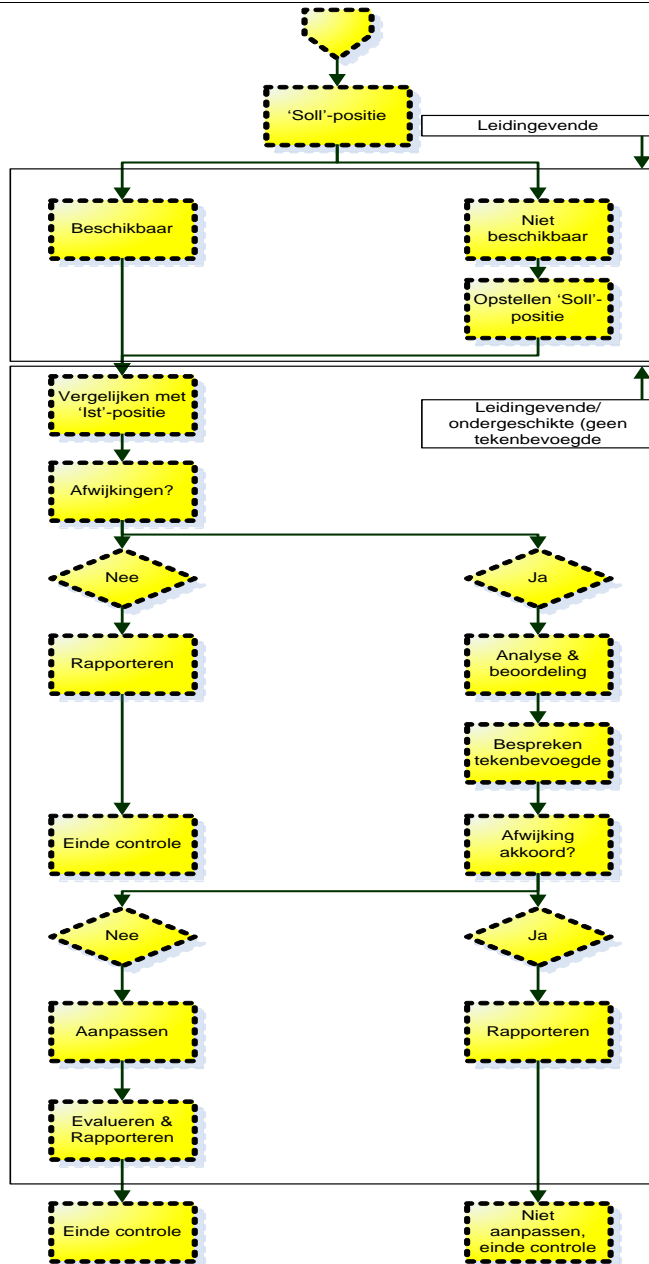 ‘Soll’-positie
Leidingevende
Beschikbaar
Niet
beschikbaar
Opstellen ‘Soll’-
positie
Vergelijken met
‘Ist’-positie
Leidingevende/
ondergeschikte (geen
tekenbevoegde
Afwijkingen?
Nee
Ja
Rapporteren
Analyse &
beoordeling
Bespreken
tekenbevoegde
Einde controle
Afwijking
akkoord?
Nee
Ja
Aanpassen
Rapporteren
Evalueren &
Rapporteren
Einde controle
Niet
aanpassen,
einde controle